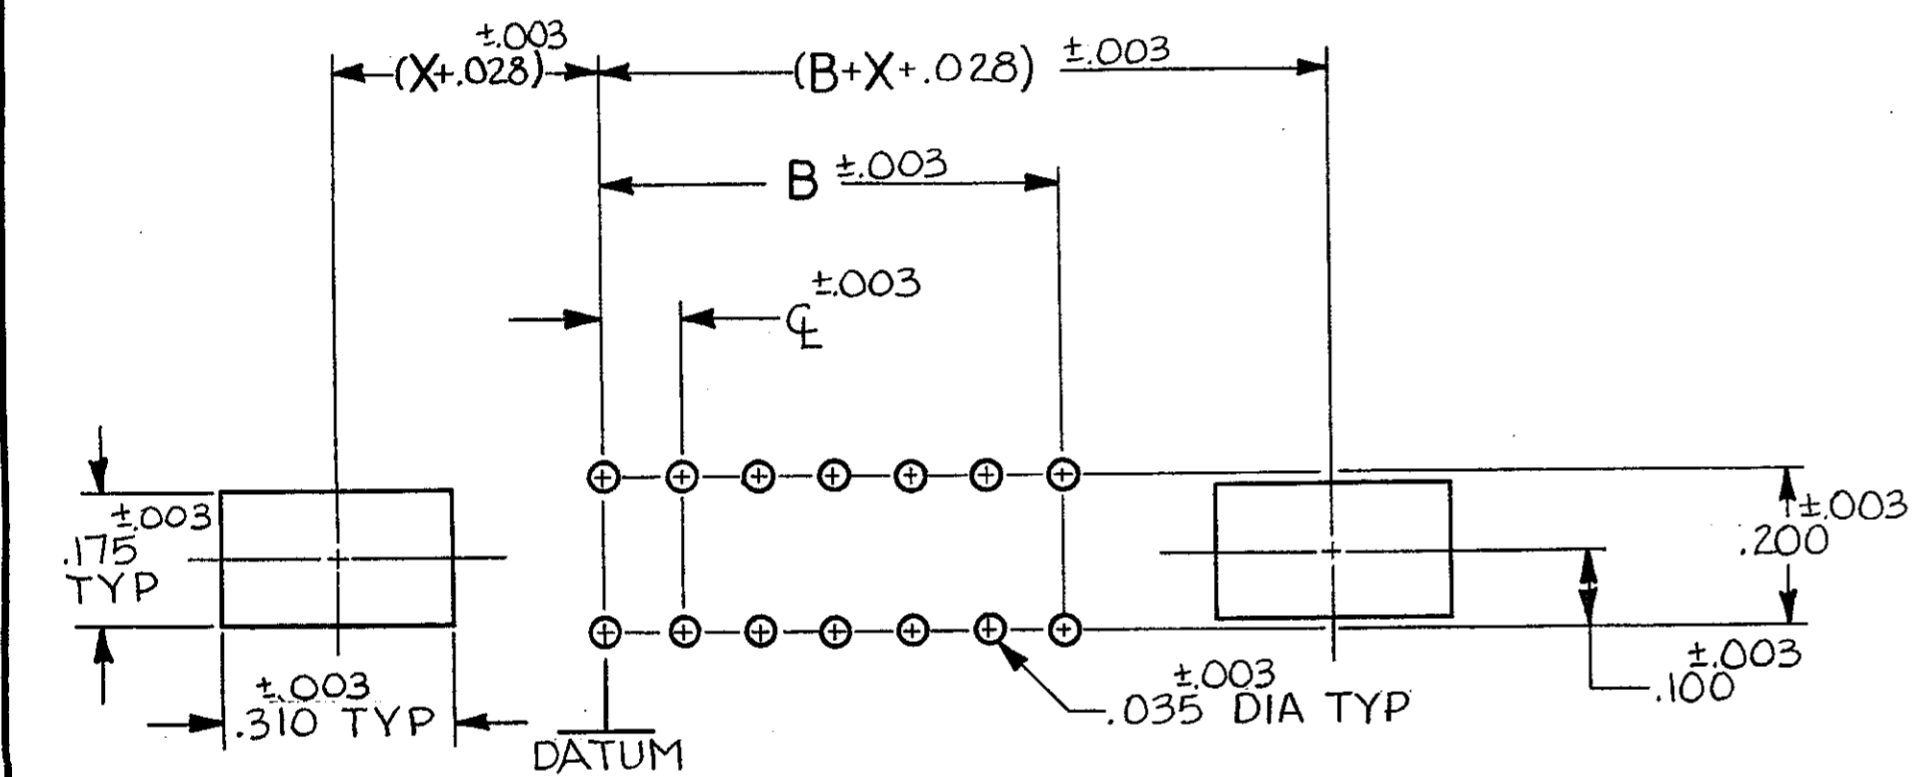 ±.003
(X+.028)
(B+X+.028) ±.003
B ±.003
±.003
℄
±.003
.175
TYP
±.003
.200
±.003
.310 TYP
±.003
.035 DIA TYP
±.003
.100
DATUM